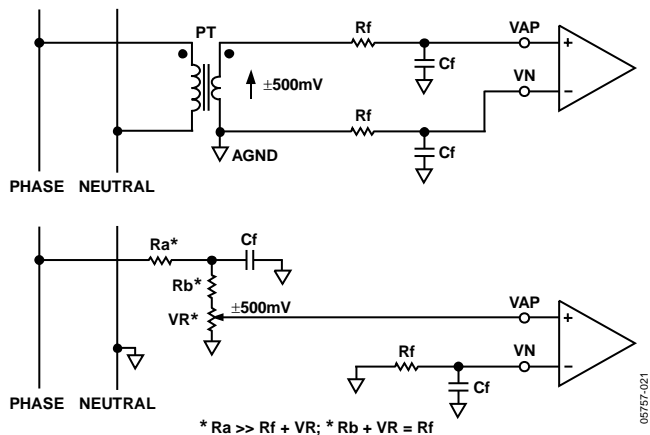 PT
Rf
VAP
Cf
±500mV
VN
Rf
Cf
AGND
PHASE NEUTRAL
Ra*
Cf
Rb*
±500mV
VR*
VAP
Rf
VN
Cf
PHASE NEUTRAL
* Ra >> Rf + VR; * Rb + VR = Rf
+
−
+
−
05757-021